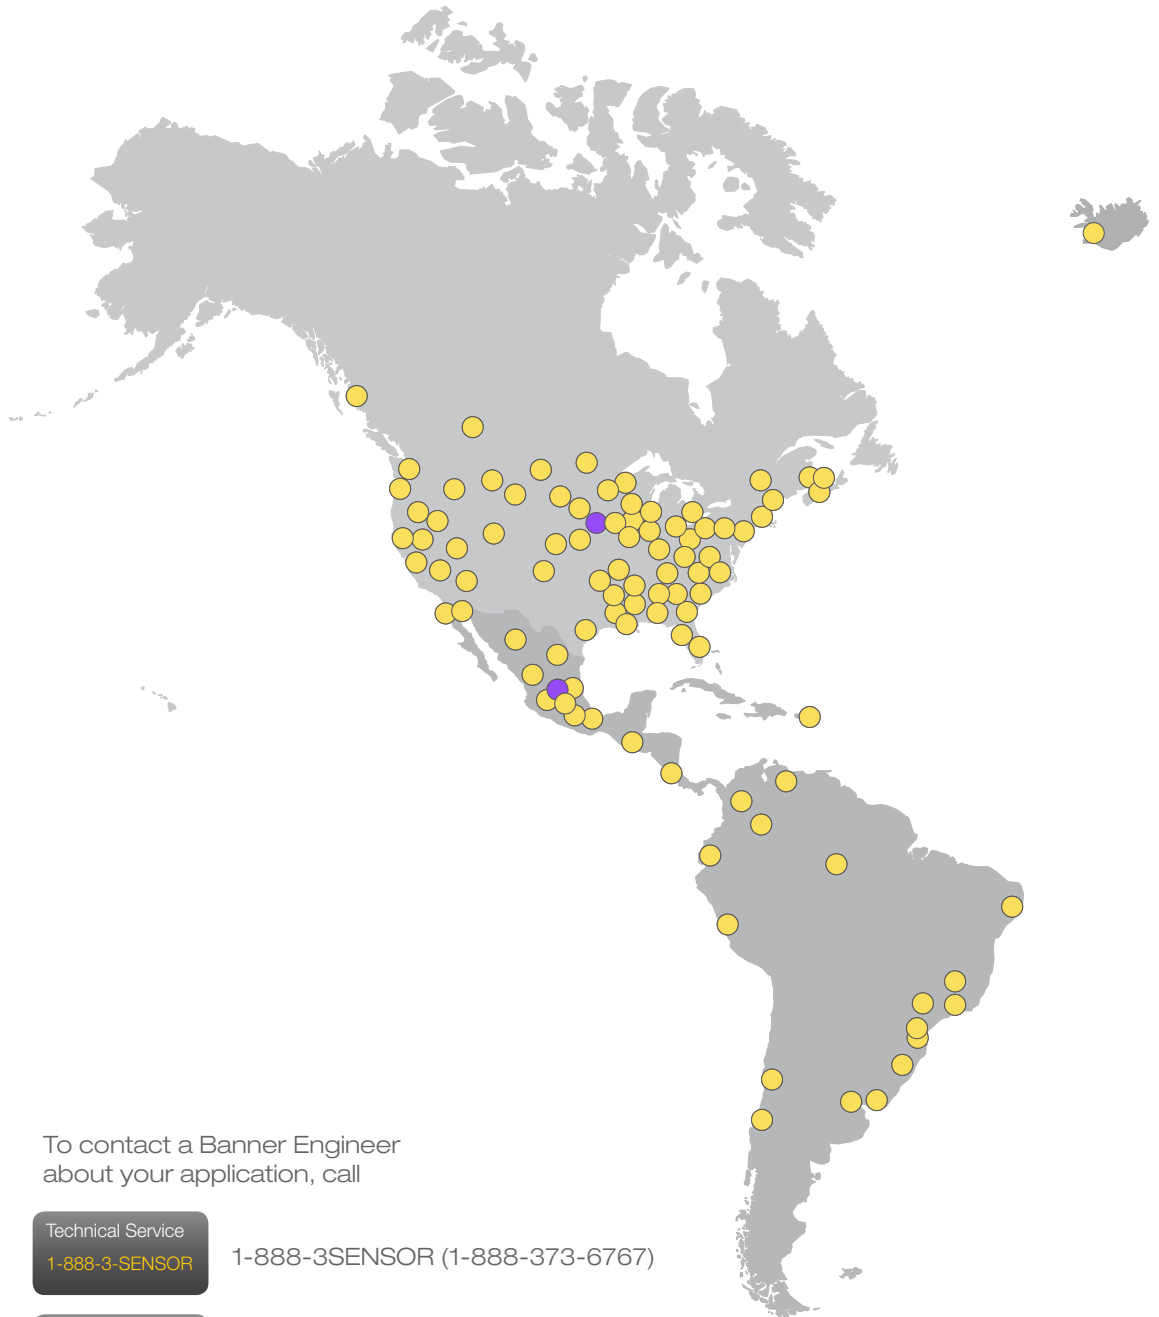 To contact a Banner Engineer
about your application, call
Technical Service
1-888-3-SENSOR
1-888-3SENSOR (1-888-373-6767)